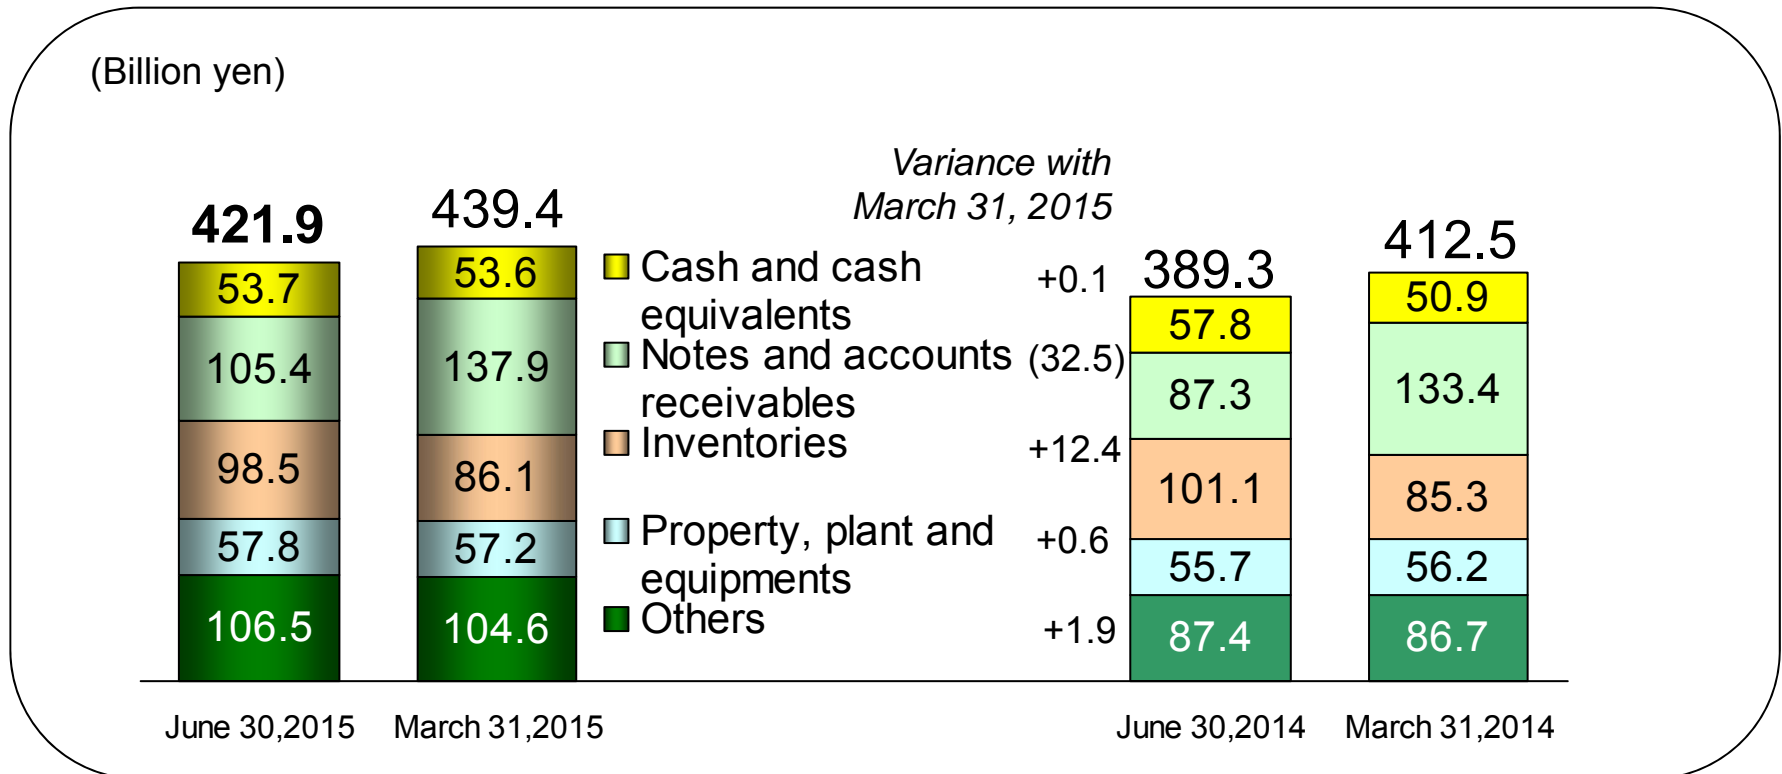 (Billion yen)
Variance with
March 31, 2015
421.9
439.4
389.3
412.5
53.7
53.6
Cash and cash
equivalents
+0.1
57.8
50.9
105.4
137.9
Notes and accounts
receivables
(32.5)
87.3
133.4
98.5
86.1
Inventories
+12.4
101.1
85.3
57.8
57.2
Property, plant and
equipments
+0.6
55.7
56.2
106.5
104.6
Others
+1.9
87.4
86.7
June 30,2015
March 31,2015
June 30,2014
March 31,2014